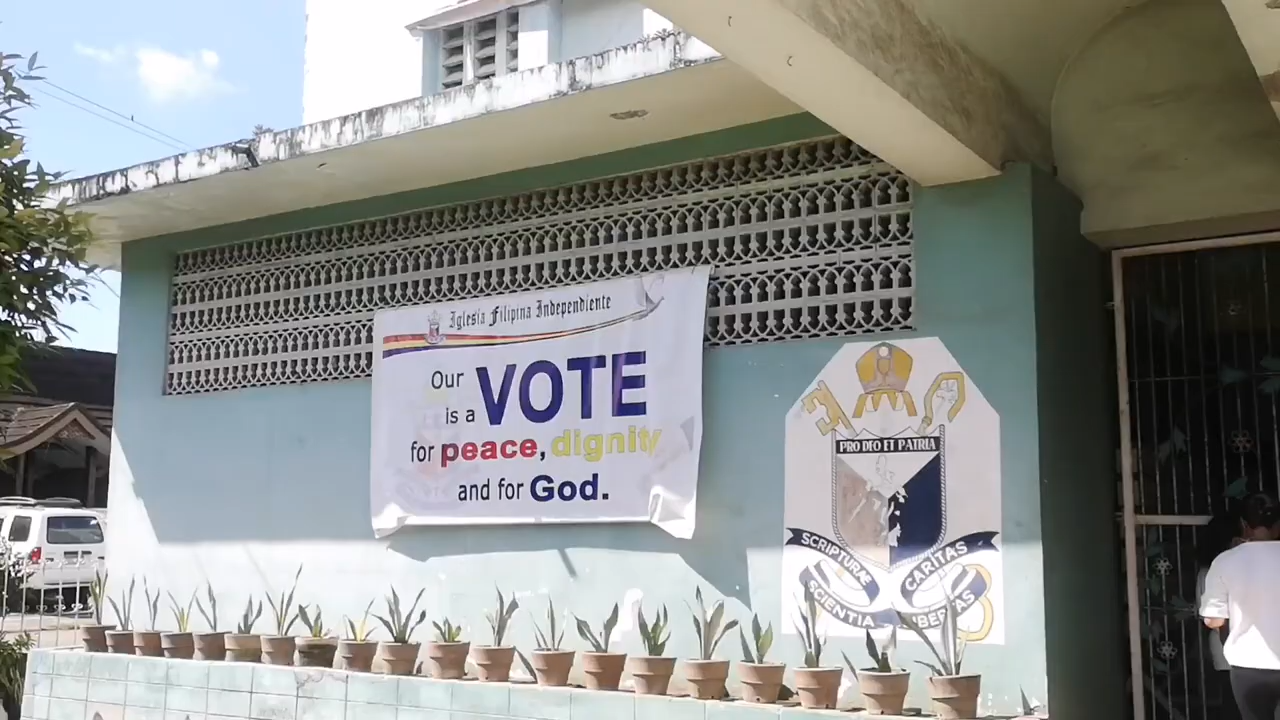 Iglesia Filipina Independiente
Our VOTE
is a
for peace, dignity
and for God.
PRO DEO ET PATRIA
SCRIPTURAE CARITAS
SCIENTIA LIBERTAS